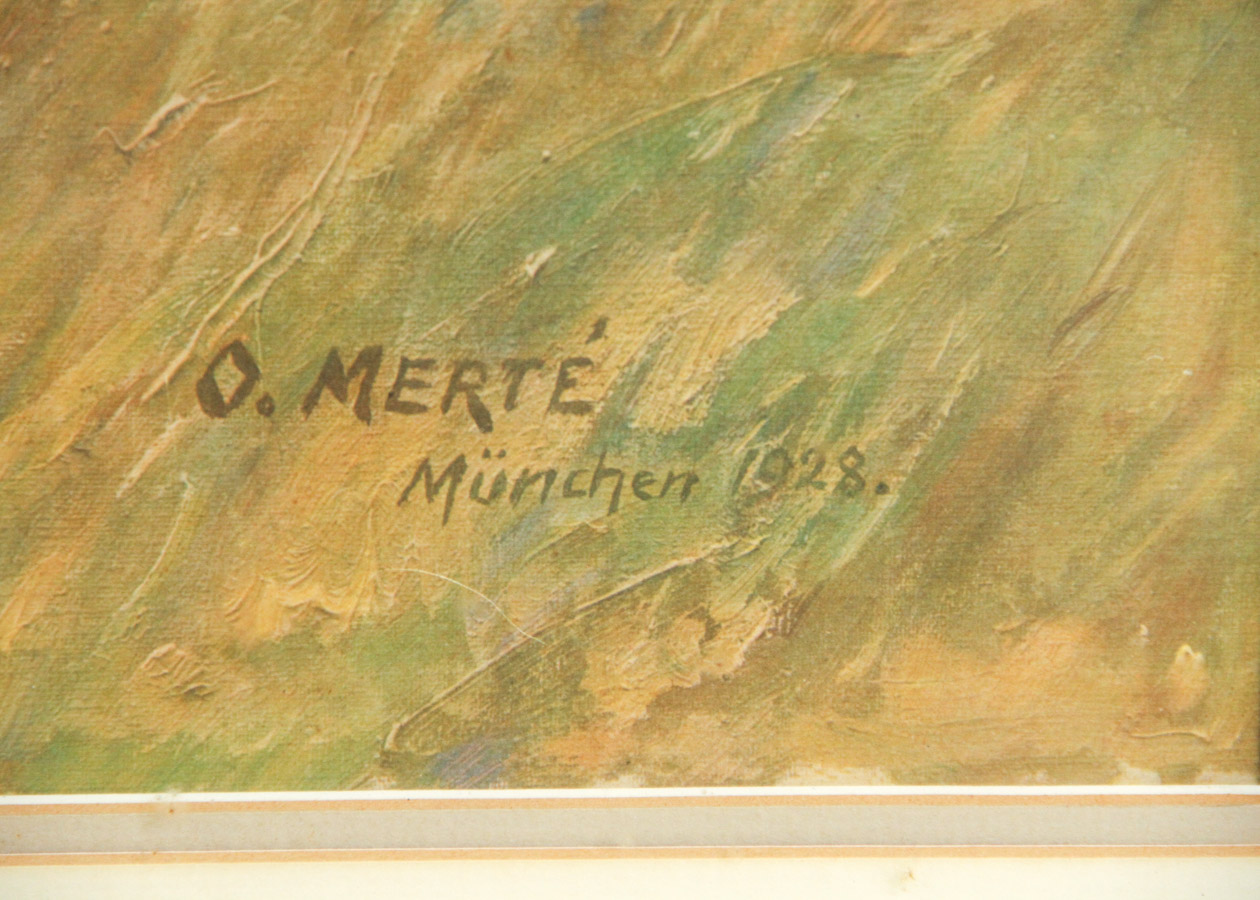 O. MERTÉ
München 1928.